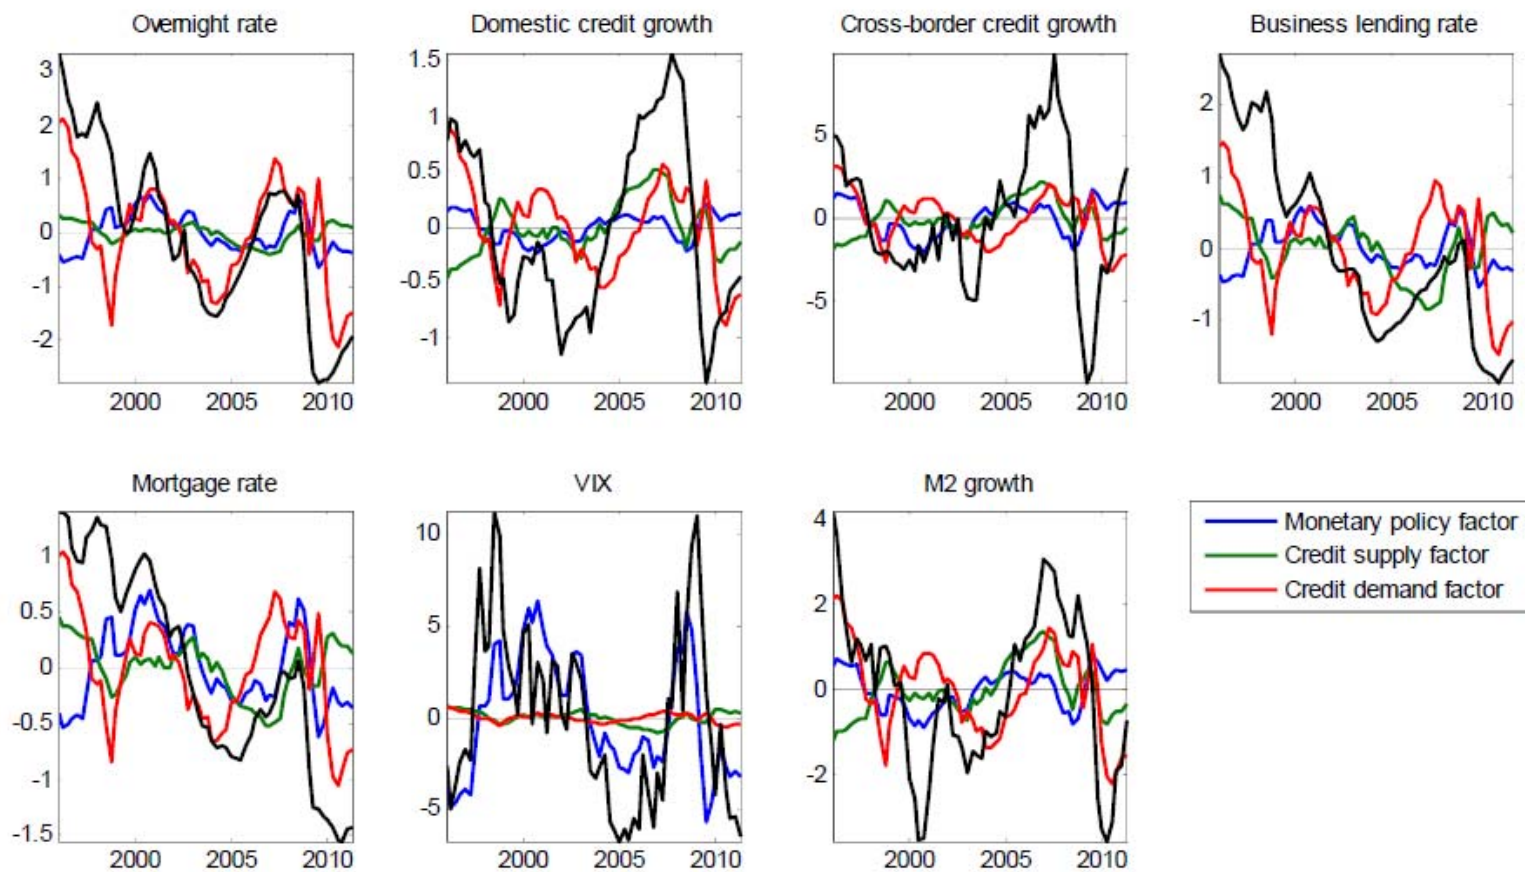 Overnight rate
Domestic credit growth
Cross-border credit growth
Business lending rate
3
2
1
0
-1
-2
2000 2005 2010
1.5
1
0.5
0
-0.5
-1
2000 2005 2010
5
0
-5
2000 2005 2010
2
1
0
-1
2000 2005 2010
Mortgage rate
VIX
M2 growth
1
0.5
0
-0.5
-1
-1.5
2000 2005 2010
10
5
0
-5
2000 2005 2010
4
2
0
-2
2000 2005 2010
Monetary policy factor
Credit supply factor
Credit demand factor